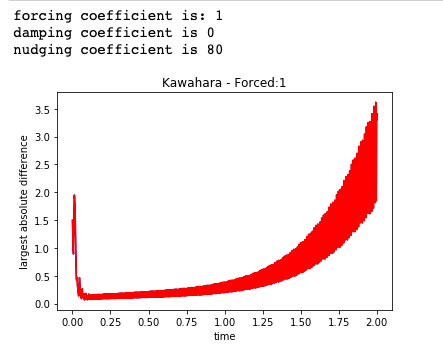 forcing coefficient is: 1
damping coefficient is 0
nudging coefficient is 80
Kawahara - Forced:1
largest absolute difference
3.5
3.0
2.5
2.0
1.5
1.0
0.5
0.0
0.00 0.25 0.50 0.75 1.00 1.25 1.50 1.75 2.00
time